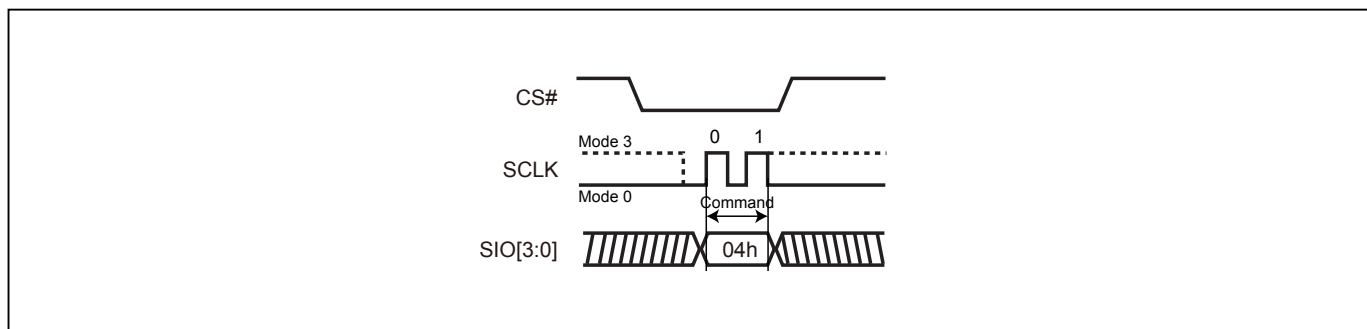 CS#
Mode 3
0 1
SCLK
Mode 0
Command
SIO[3:0]
04h